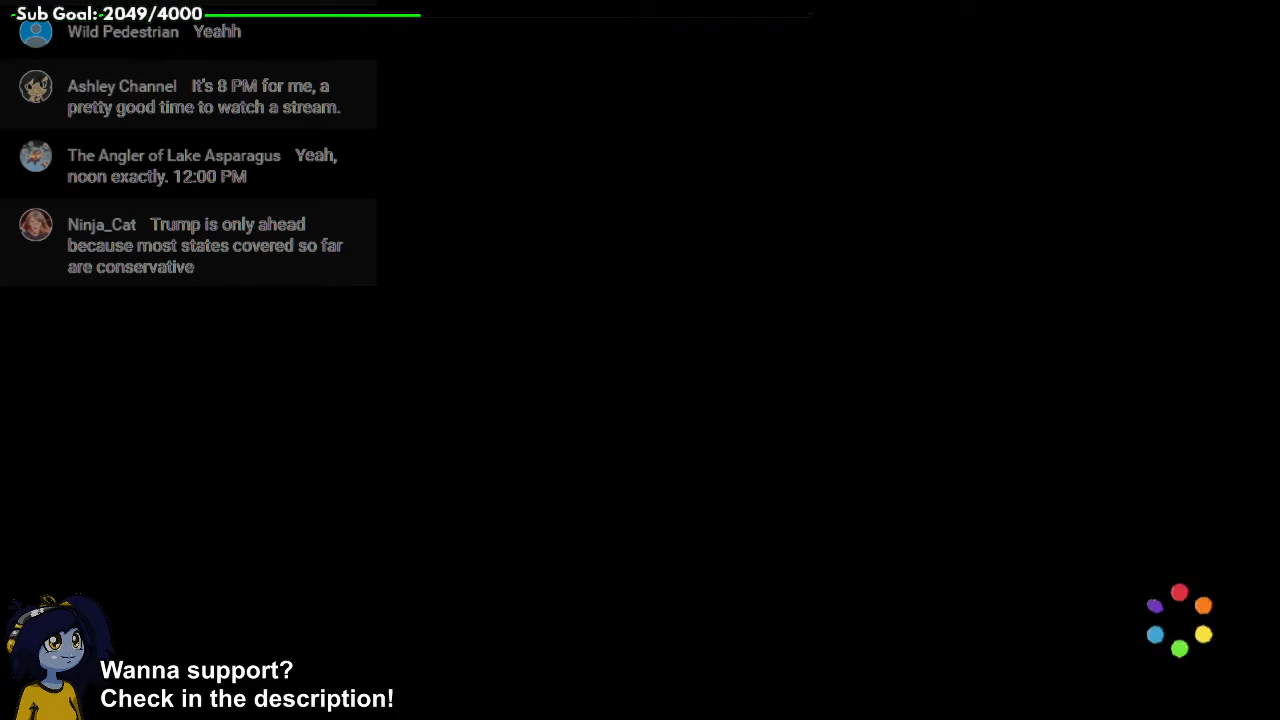 Sub Goal: 2049/4000
Wild Pedestrian Yeahh
Ashley Channel It's 8 PM for me, a
pretty good time to watch a stream.
The Angler of Lake Asparagus Yeah,
noon exactly. 12:00 PM
Ninja_Cat Trump is only ahead
because most states covered so far
are conservative
Wanna support?
Check in the description!